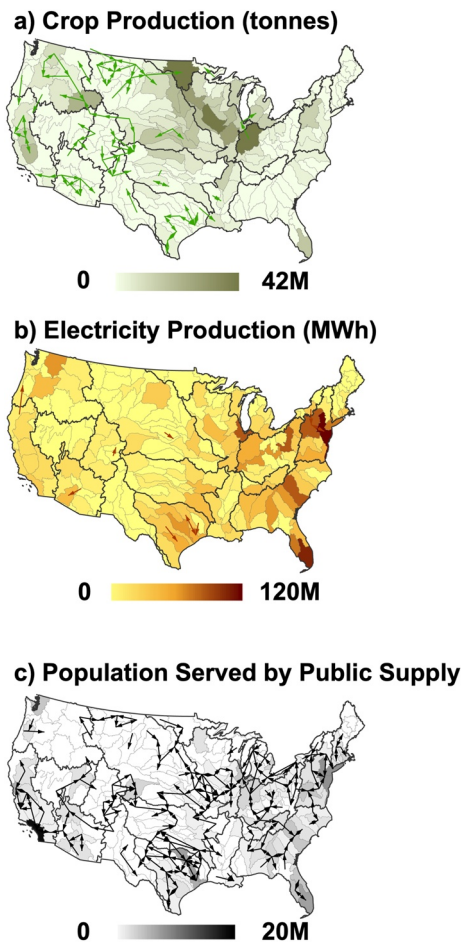 a) Crop Production (tonnes)
0 42M
b) Electricity Production (MWh)
0 120M
c) Population Served by Public Supply
0 20M